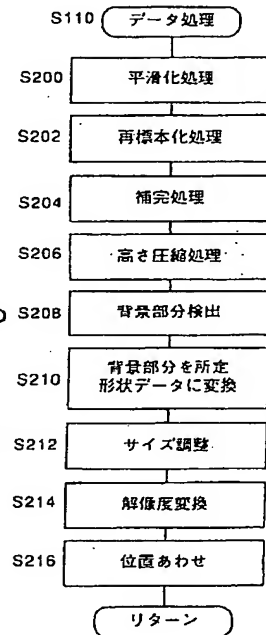 S110 データ処理
S200 平滑化処理
S202 再標本化処理
S204 補完処理
S206 高さ圧縮処理
S208 背景部分検出
S210 背景部分を所定
形状データに変換
S212 サイズ調整
S214 解像度変換
S216 位置あわせ
リターン